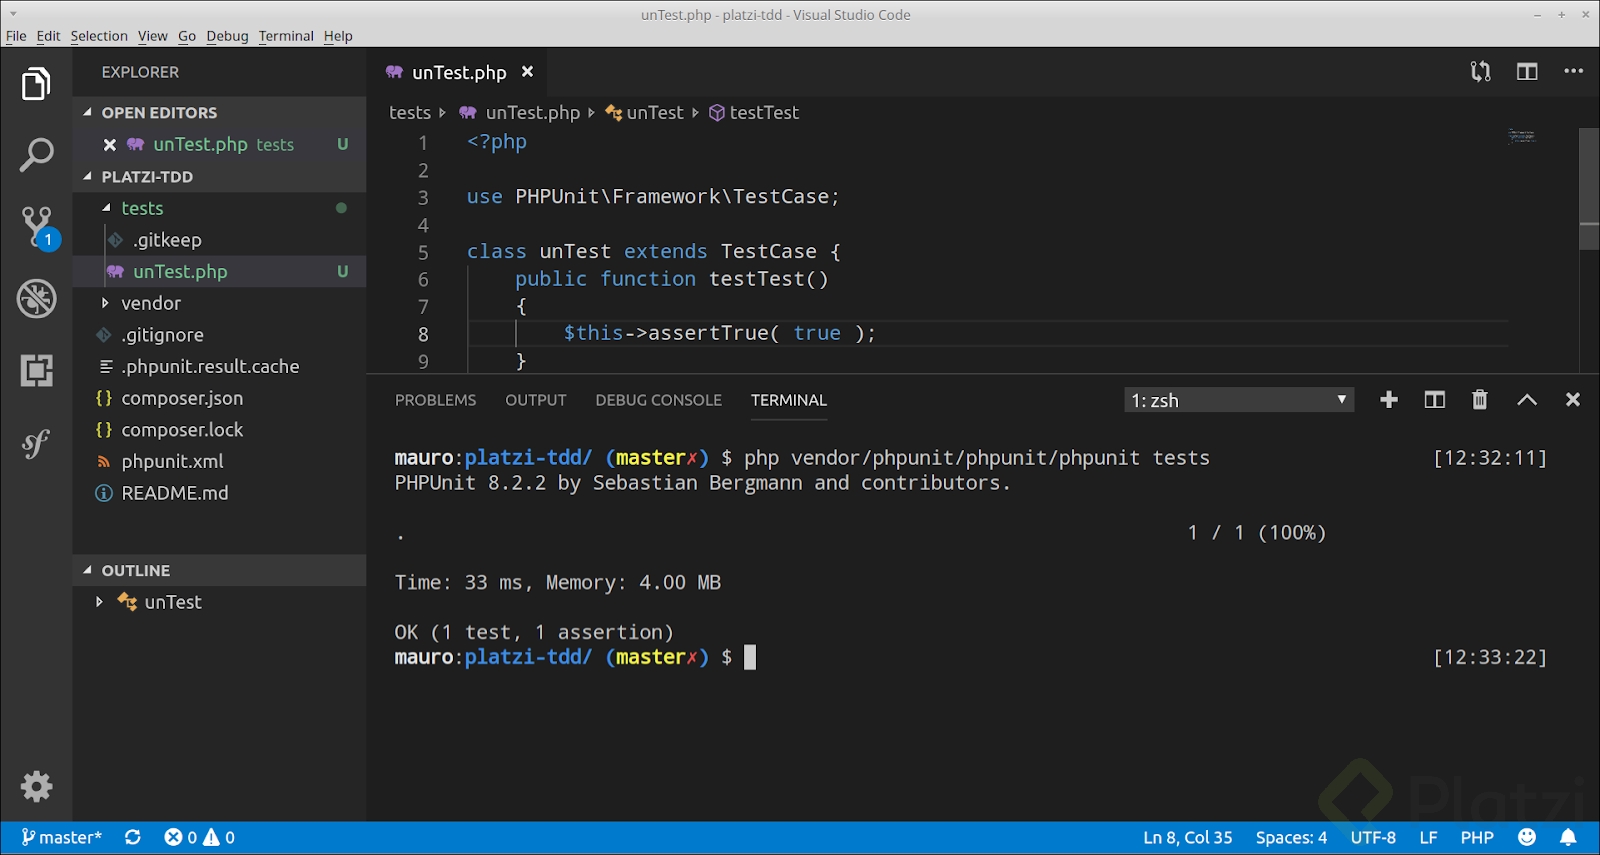 unTest.php - platzi-tdd - Visual Studio Code
File Edit Selection View Go Debug Terminal Help
EXPLORER
OPEN EDITORS
unTest.php tests U
PLATZI-TDD
tests
.gitkeep
unTest.php U
vendor
.gitignore
.phpunit.result.cache
composer.json
composer.lock
phpunit.xml
README.md
OUTLINE
unTest
1
unTest.php
tests unTest.php unTest testTest
1 <?php
2
3 use PHPUnit\Framework\TestCase;
4
5 class unTest extends TestCase {
6 public function testTest()
7 {
8 $this->assertTrue( true );
9 }
PROBLEMS OUTPUT DEBUG CONSOLE TERMINAL 1: zsh
mauro:platzi-tdd/ (master✗) $ php vendor/phpunit/phpunit/phpunit tests [12:32:11]
PHPUnit 8.2.2 by Sebastian Bergmann and contributors.
. 1 / 1 (100%)
Time: 33 ms, Memory: 4.00 MB
OK (1 test, 1 assertion)
mauro:platzi-tdd/ (master✗) $ [12:33:22]
Platzi
master* 0 0 Ln 8, Col 35 Spaces: 4 UTF-8 LF PHP